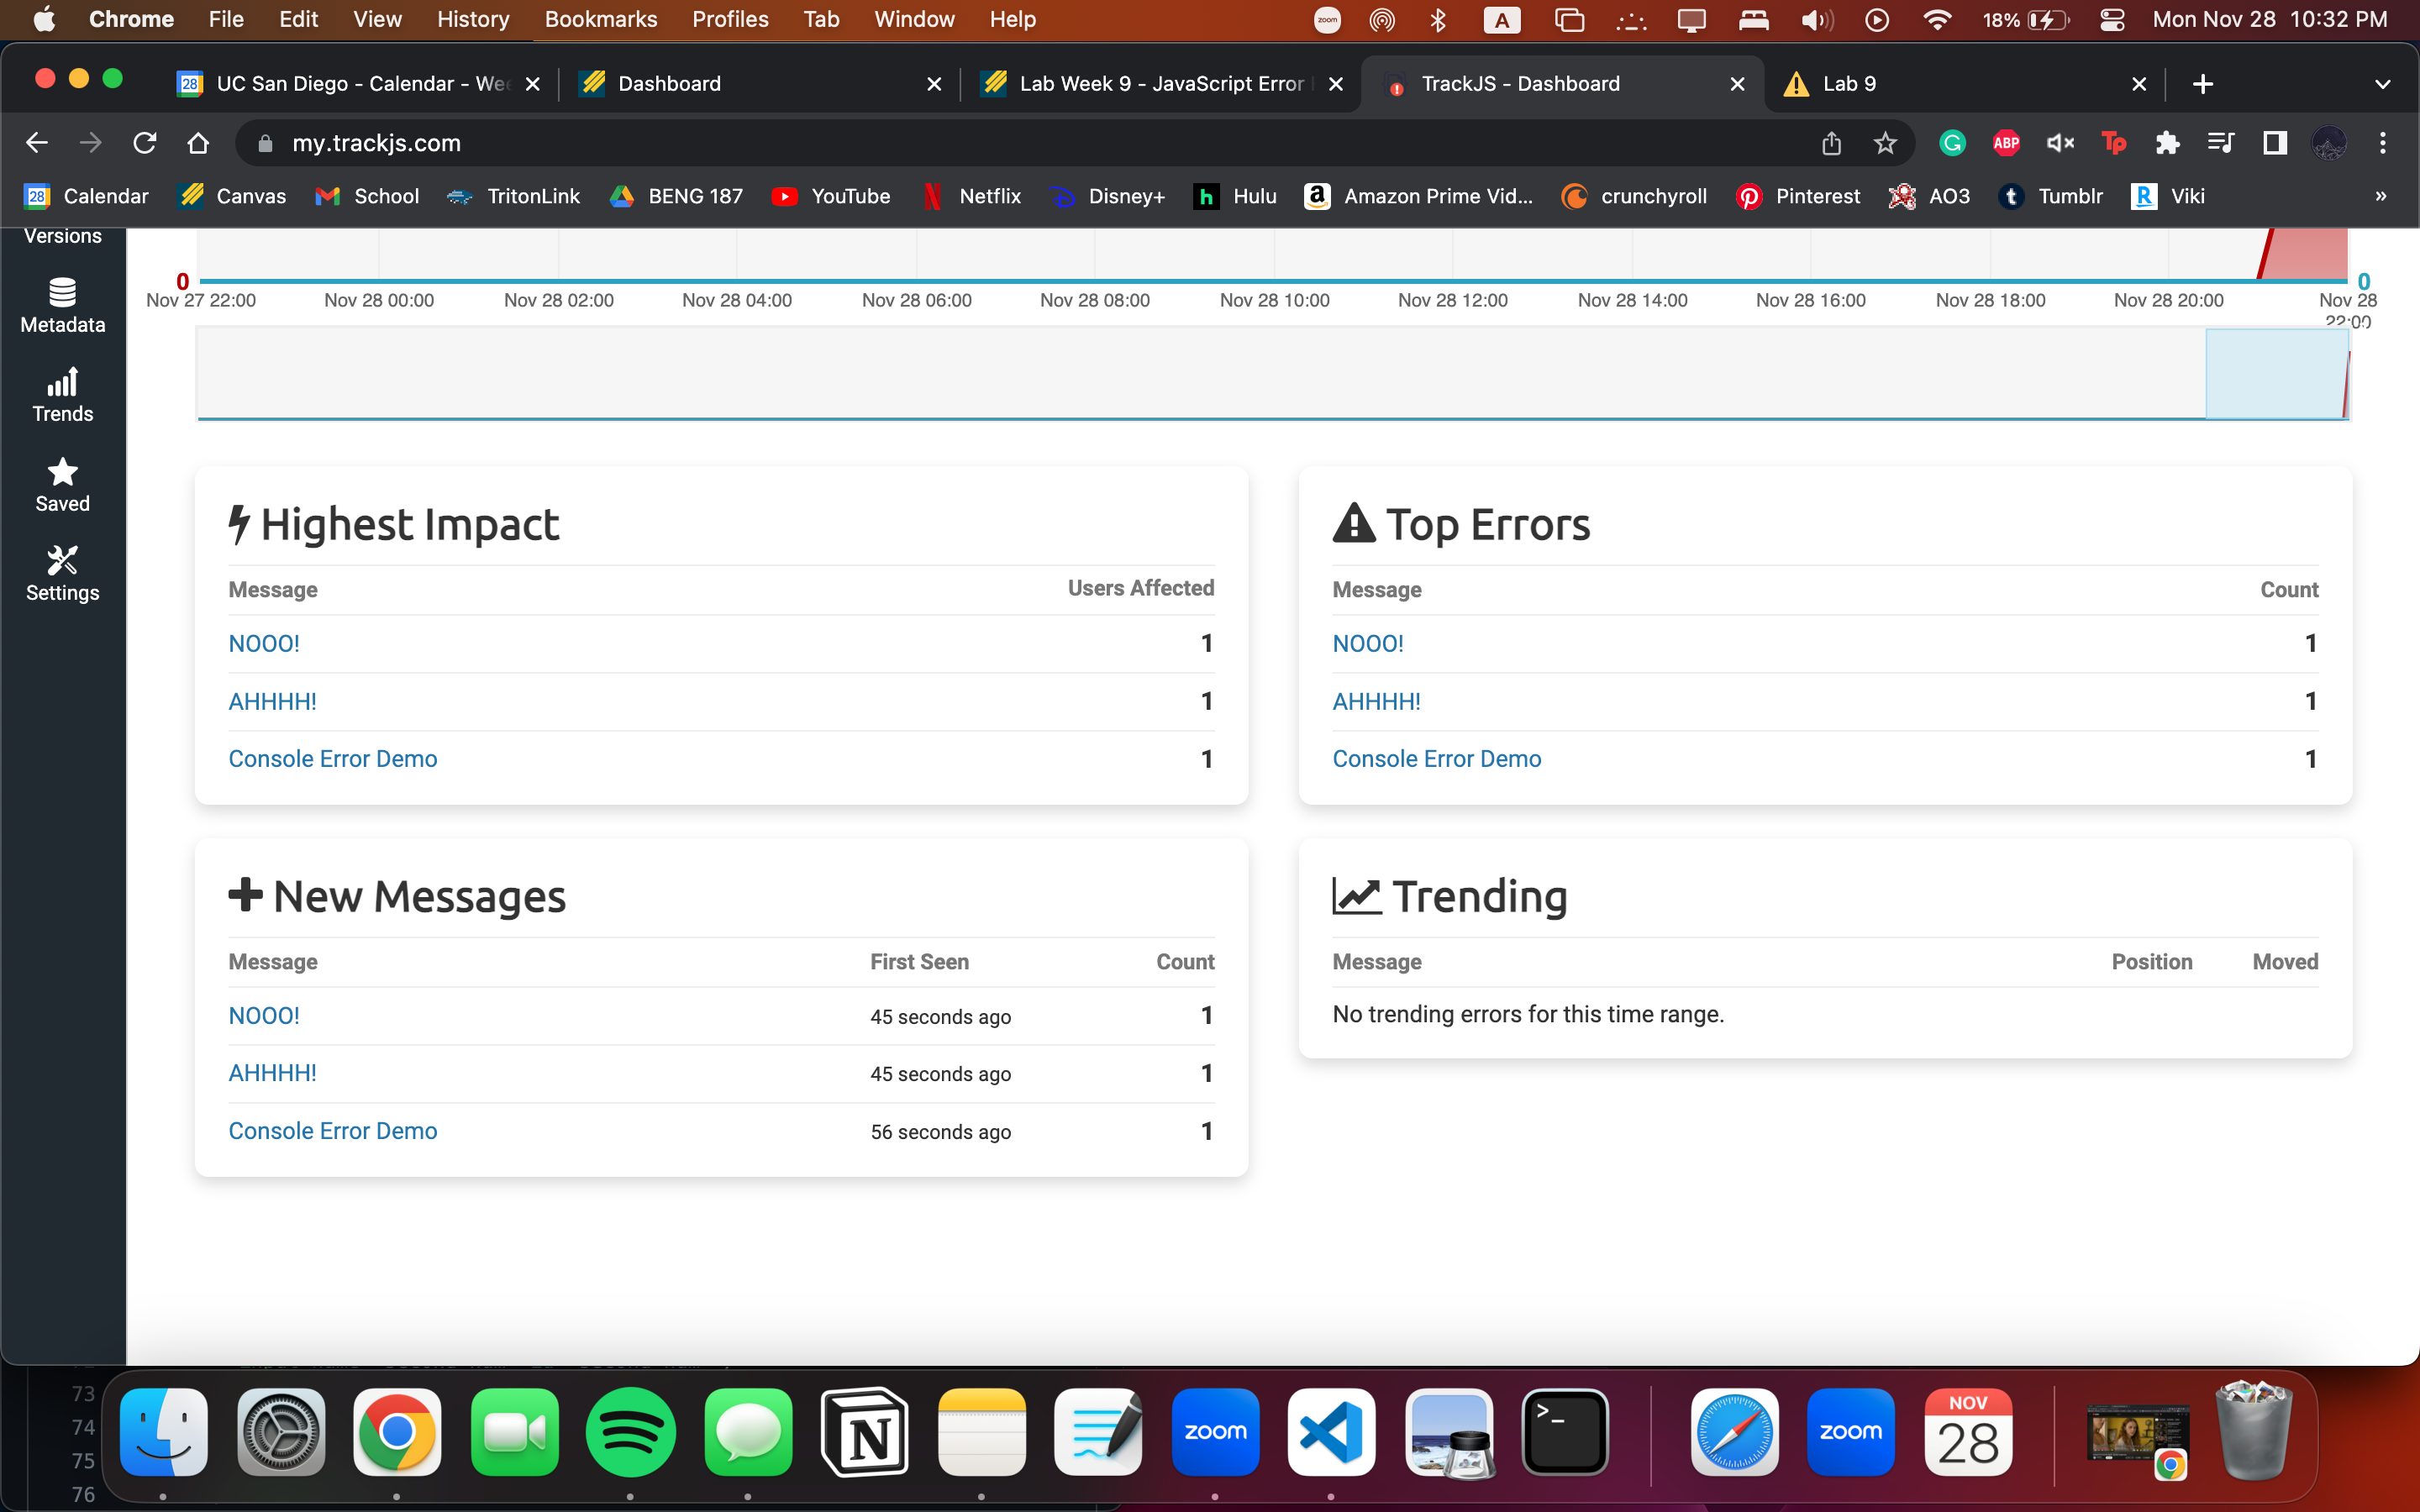 Chrome File Edit View History Bookmarks Profiles Tab Window Help zoom A 18% Mon Nov 28 10:32 PM
28 UC San Diego - Calendar - We Dashboard Lab Week 9 - JavaScript Error TrackJS - Dashboard Lab 9
my.trackjs.com ABP Tp
28 Calendar Canvas School TritonLink BENG 187 YouTube Netflix Disney+ h Hulu a Amazon Prime Vid... crunchyroll Pinterest AO3 t Tumblr R Viki »
Versions
Metadata
Trends
Saved
Settings
0 0
Nov 27 22:00 Nov 28 00:00 Nov 28 02:00 Nov 28 04:00 Nov 28 06:00 Nov 28 08:00 Nov 28 10:00 Nov 28 12:00 Nov 28 14:00 Nov 28 16:00 Nov 28 18:00 Nov 28 20:00 Nov 28
22:00
Highest Impact
Message Users Affected
NOOO! 1
AHHHH! 1
Console Error Demo 1
Top Errors
Message Count
NOOO! 1
AHHHH! 1
Console Error Demo 1
New Messages
Message First Seen Count
NOOO! 45 seconds ago 1
AHHHH! 45 seconds ago 1
Console Error Demo 56 seconds ago 1
Trending
Message Position Moved
No trending errors for this time range.
73
74
75
76
N zoom >_ zoom NOV
28